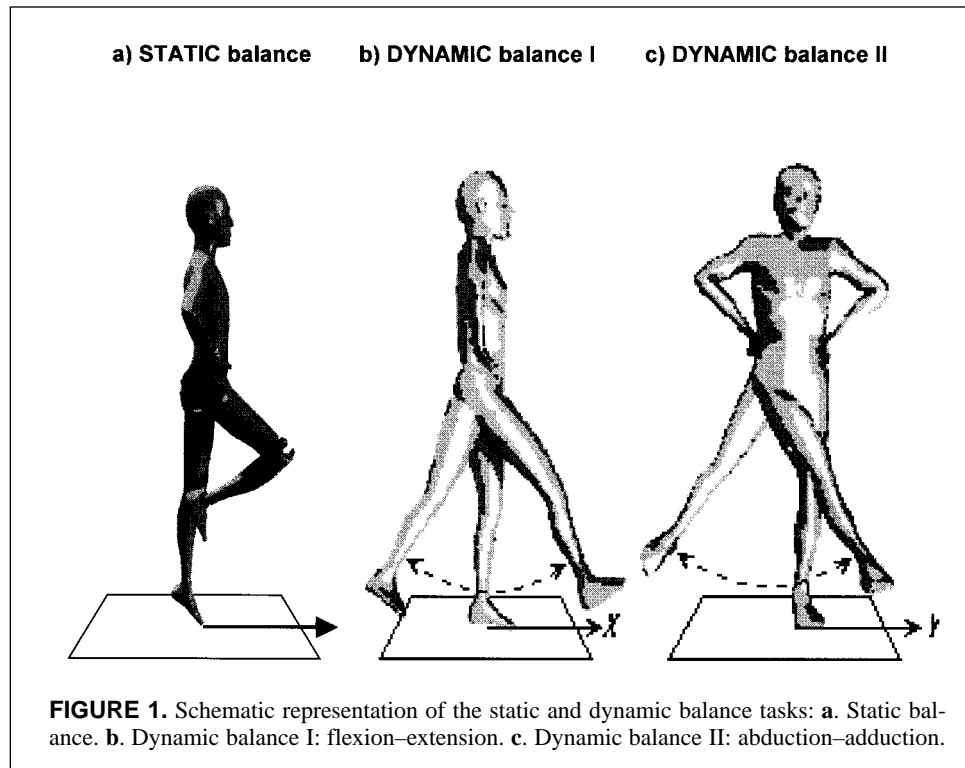 a) STATIC balance b) DYNAMIC balance I c) DYNAMIC balance II
X Y
FIGURE 1. Schematic representation of the static and dynamic balance tasks: a. Static bal-
ance. b. Dynamic balance I: flexion–extension. c. Dynamic balance II: abduction–adduction.